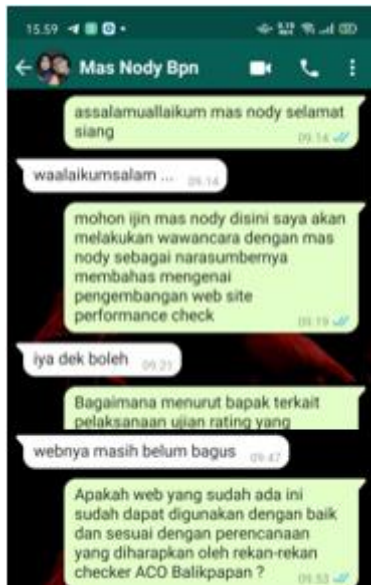 15.59
Mas Nody Bpn
assalamuallaikum mas nody selamat
siang
09.14
waalaikumsalam ...
09.14
mohon ijin mas nody disini saya akan
melakukan wawancara dengan mas
nody sebagai narasumbernya
membahas mengenai
pengembangan web site
performance check
09.19
iya dek boleh
09.21
Bagaimana menurut bapak terkait
pelaksanaan ujian rating yang
webnya masih belum bagus
09.47
Apakah web yang sudah ada ini
sudah dapat digunakan dengan baik
dan sesuai dengan perencanaan
yang diharapkan oleh rekan-rekan
checker ACO Balikpapan ?
09.53